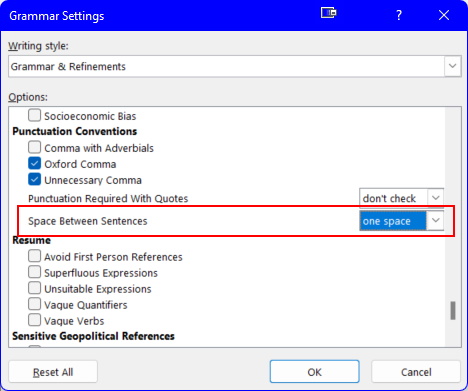 Grammar Settings
?
Writing style:
Grammar & Refinements
Options:
Socioeconomic Bias
Punctuation Conventions
Comma with Adverbials
Oxford Comma
Unnecessary Comma
Punctuation Required With Quotes don't check
Space Between Sentences one space
Resume
Avoid First Person References
Superfluous Expressions
Unsuitable Expressions
Vague Quantifiers
Vague Verbs
Sensitive Geopolitical References
Reset All OK Cancel